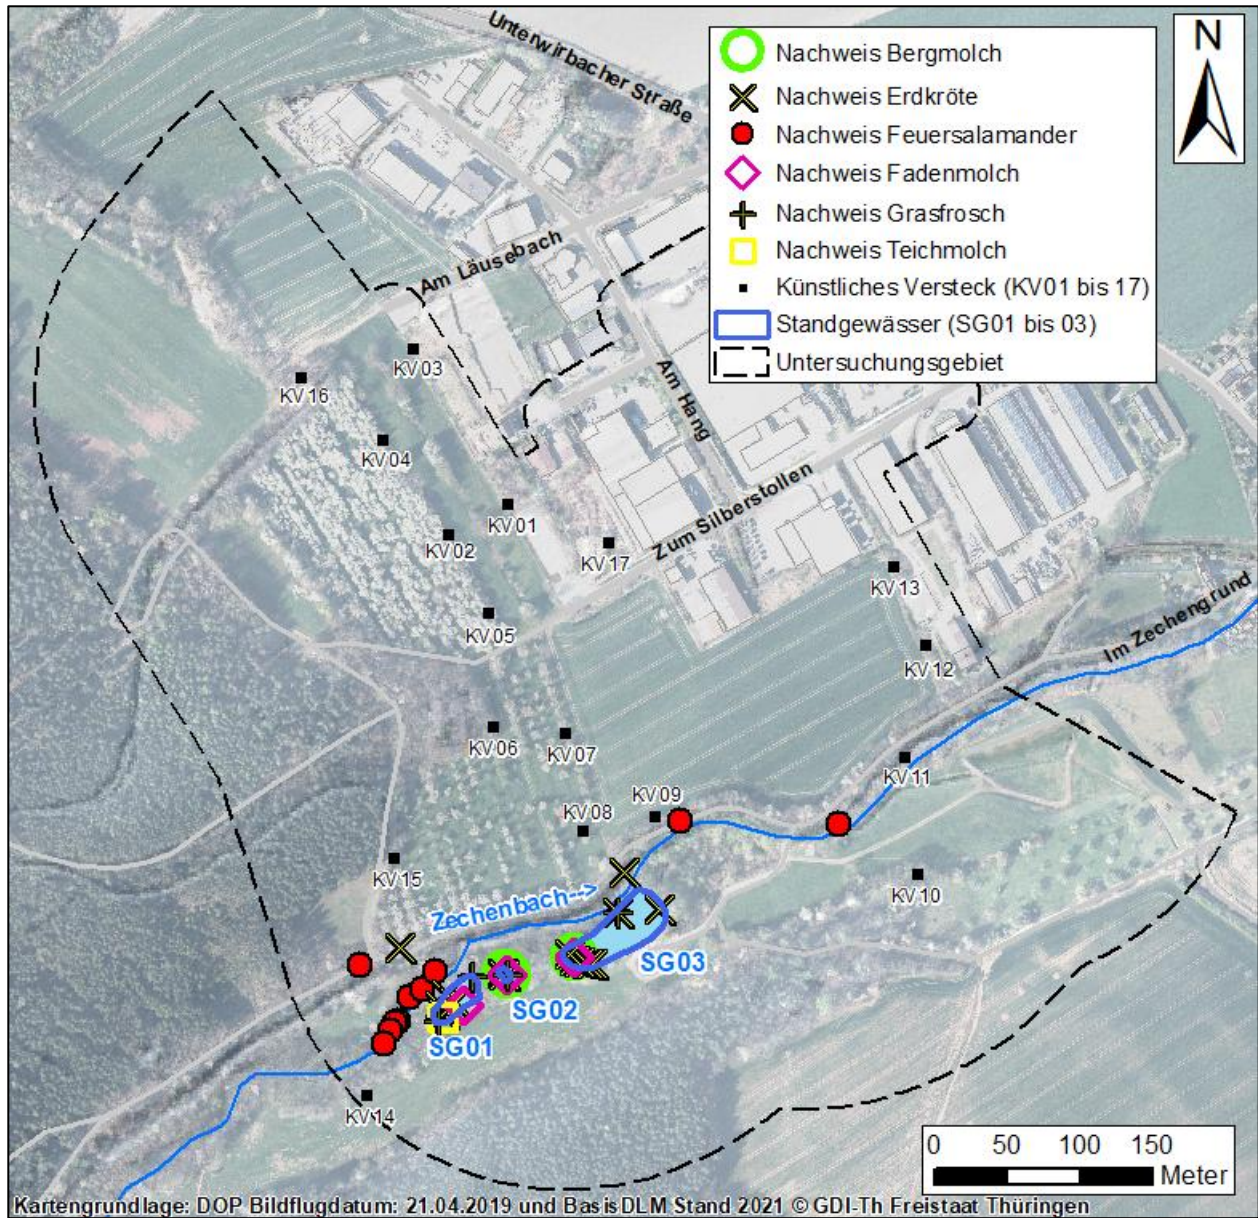 Unterwirbacher Straße
N
Nachweis Bergmolch
Nachweis Erdkröte
Nachweis Feuersalamander
Nachweis Fadenmolch
Nachweis Grasfrosch
Nachweis Teichmolch
Künstliches Versteck (KV01 bis 17)
Standgewässer (SG01 bis 03)
Untersuchungsgebiet
Am Läusebach
Am Hang
Zum Silberstollen
Im Zechengrund
KV03
KV16
KV04
KV01
KV02
KV17
KV13
KV05
KV12
KV06
KV07
KV11
KV09
KV08
KV15
KV10
Zechenbach-->
SG03
SG02
SG01
KV14
0 50 100 150
Meter
Kartengrundlage: DOP Bildflugdatum: 21.04.2019 und BasisDLM Stand 2021 © GDI-Th Freistaat Thüringen